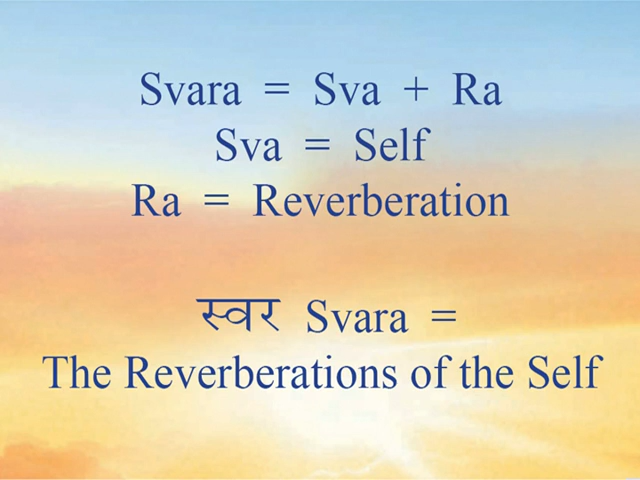 Svara = Sva + Ra
Sva = Self
Ra = Reverberation
स्वर Svara =
The Reverberations of the Self